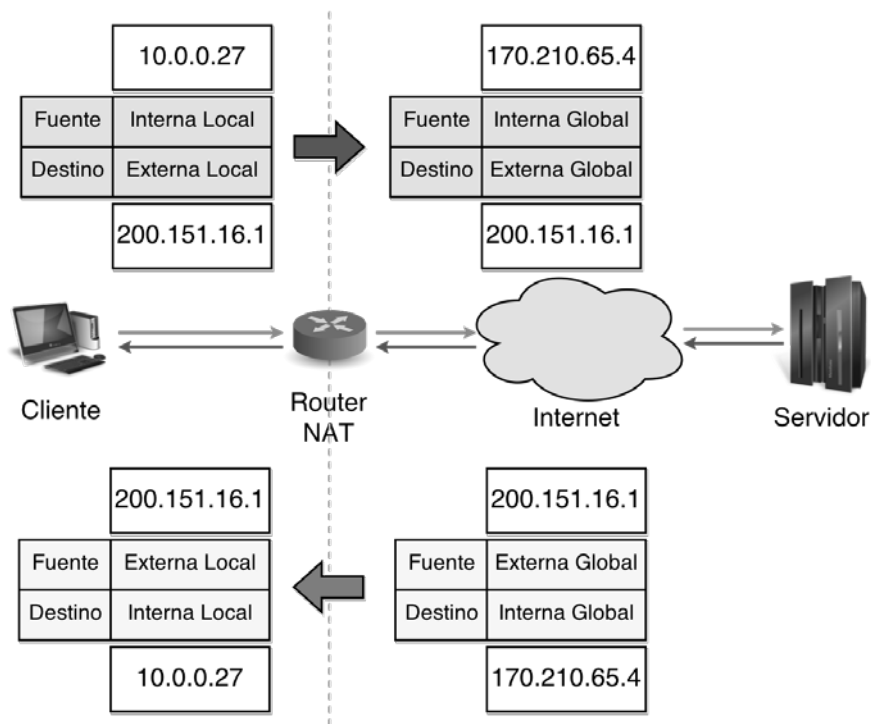 10.0.0.27
Fuente Interna Local
Destino Externa Local
200.151.16.1
170.210.65.4
Fuente Interna Global
Destino Externa Global
200.151.16.1
Cliente
Router
NAT
Internet
Servidor
200.151.16.1
Fuente Externa Local
Destino Interna Local
10.0.0.27
200.151.16.1
Fuente Externa Global
Destino Interna Global
170.210.65.4